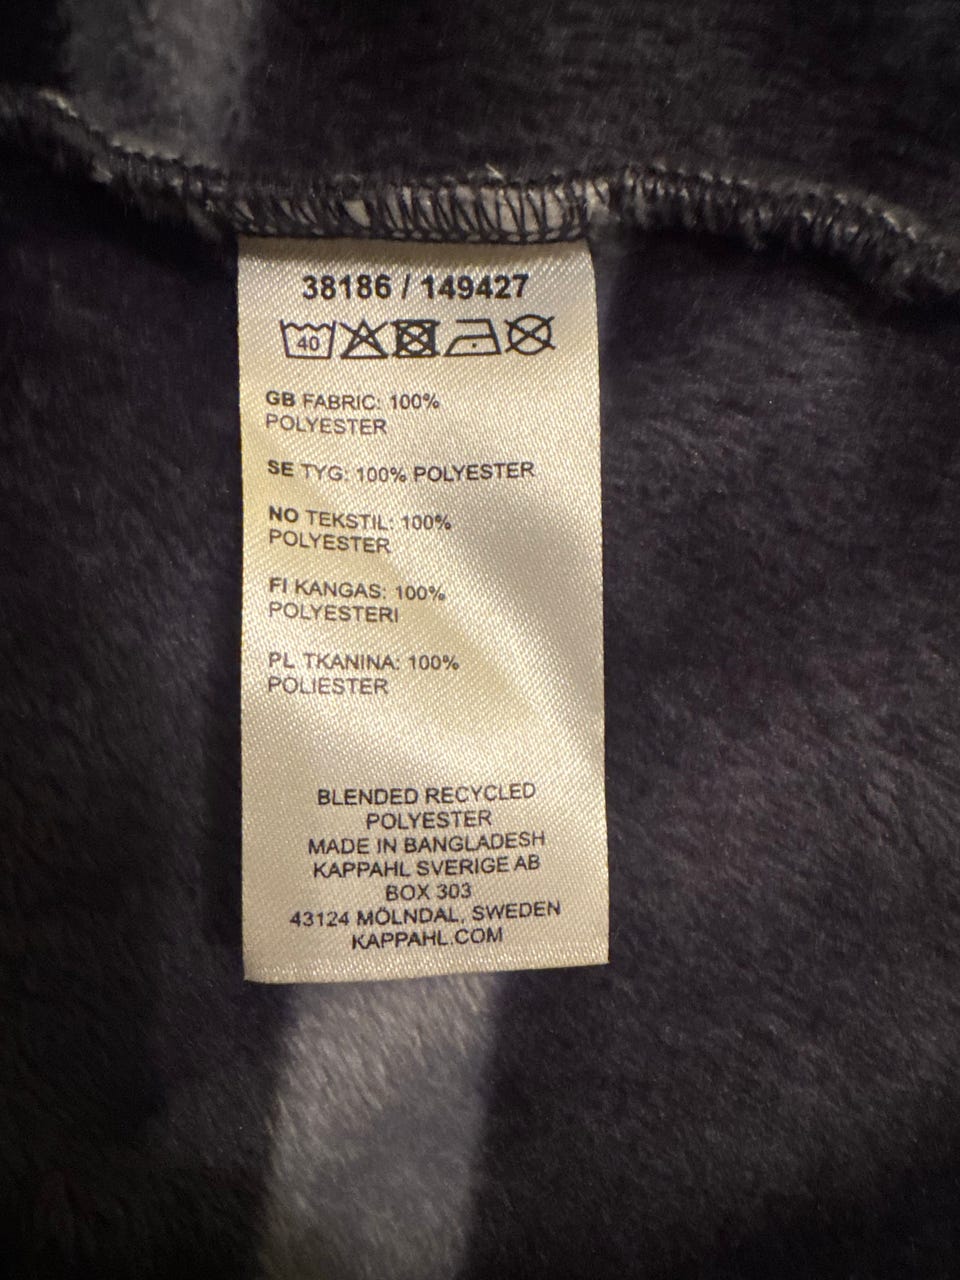 38186 / 149427
40
GB FABRIC: 100%
POLYESTER
SE TYG: 100% POLYESTER
NO TEKSTIL: 100%
POLYESTER
FI KANGAS: 100%
POLYESTERI
PL TKANINA: 100%
POLIESTER
BLENDED RECYCLED
POLYESTER
MADE IN BANGLADESH
KAPPAHL SVERIGE AB
BOX 303
43124 MÖLNDAL, SWEDEN
KAPPAHL.COM